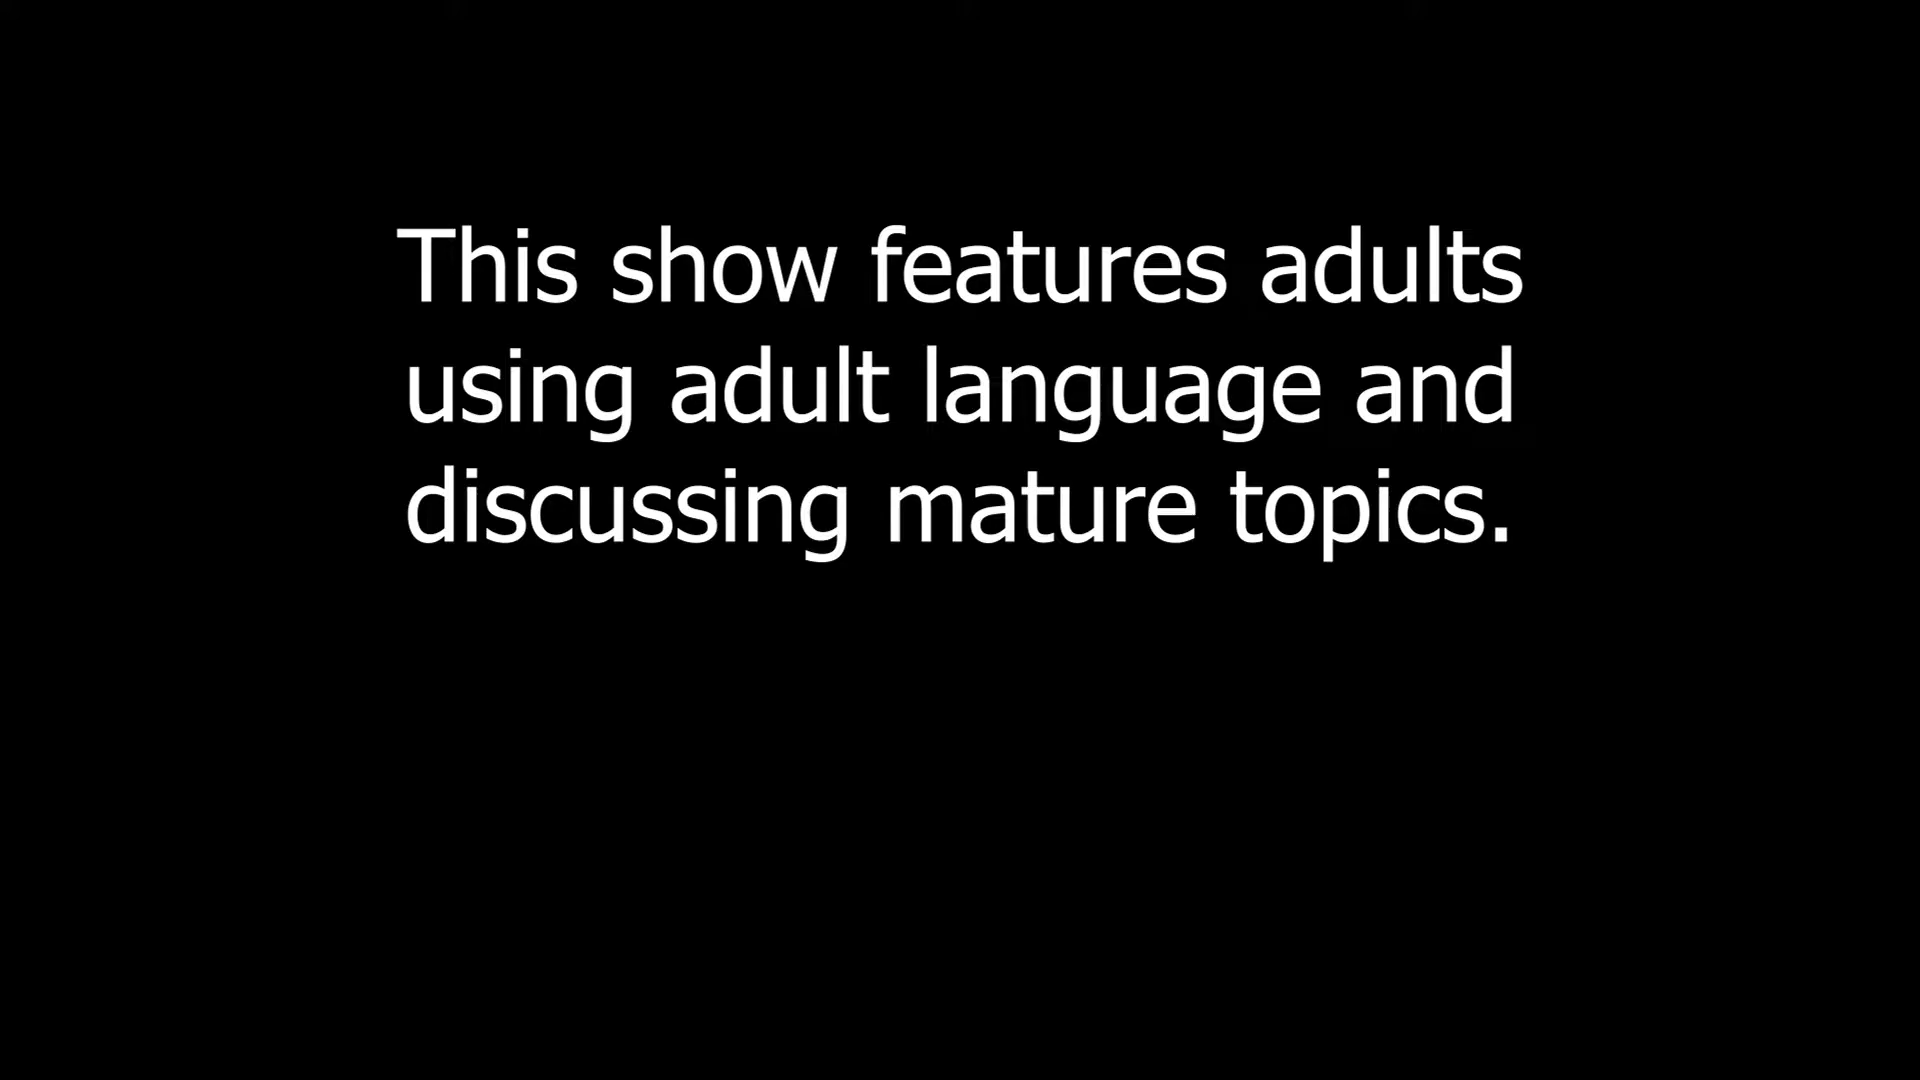 This show features adults
using adult language and
discussing mature topics.